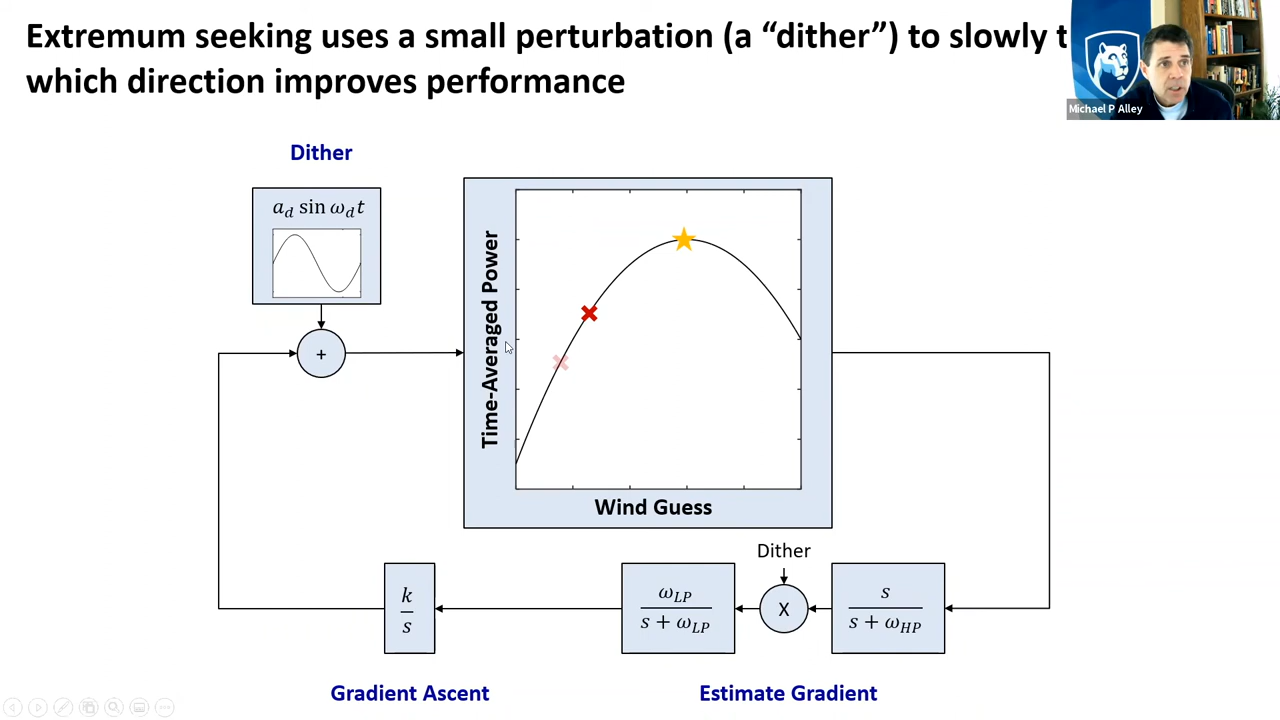 Extremum seeking uses a small perturbation (a “dither”) to slowly
which direction improves performance
Michael P Alley
Dither
a_d sin ω_d t
+
Time-Averaged Power
Wind Guess
Dither
k/s
ω_LP/(s + ω_LP)
X
s/(s + ω_HP)
Gradient Ascent
Estimate Gradient